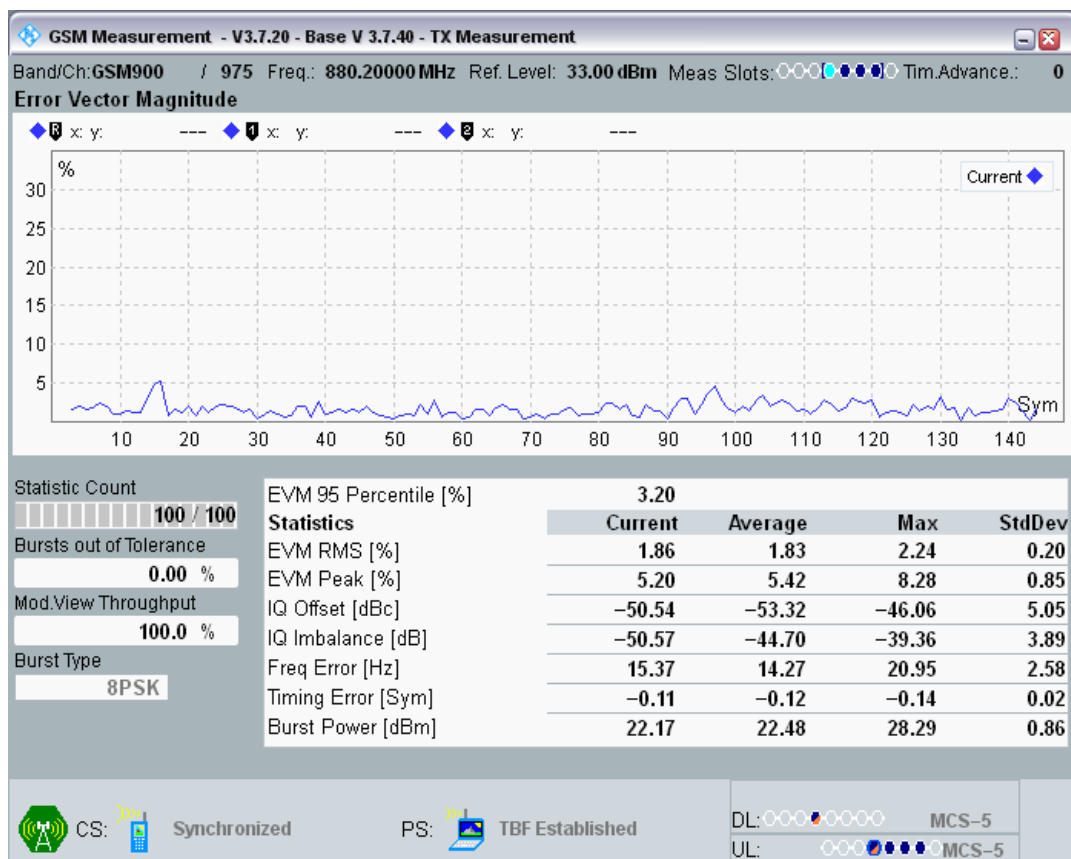 GSM Measurement - V3.7.20 - Base V 3.7.40 - TX Measurement
Band/Ch:GSM900 / 975 Freq.: 880.20000 MHz Ref. Level: 33.00 dBm Meas Slots: Tim.Advance.: 0
Error Vector Magnitude
R x: y: --- 1 x: y: --- 2 x: y: ---
%
Current
30
25
20
15
10
5
Sym
10 20 30 40 50 60 70 80 90 100 110 120 130 140
Statistic Count
100 / 100
Bursts out of Tolerance
0.00 %
Mod.View Throughput
100.0 %
Burst Type
8PSK
EVM 95 Percentile [%] 3.20
Statistics Current Average Max StdDev
EVM RMS [%] 1.86 1.83 2.24 0.20
EVM Peak [%] 5.20 5.42 8.28 0.85
IQ Offset [dBc] −50.54 −53.32 −46.06 5.05
IQ Imbalance [dB] −50.57 −44.70 −39.36 3.89
Freq Error [Hz] 15.37 14.27 20.95 2.58
Timing Error [Sym] −0.11 −0.12 −0.14 0.02
Burst Power [dBm] 22.17 22.48 28.29 0.86
CS: Synchronized PS: TBF Established
DL: MCS−5
UL: MCS−5